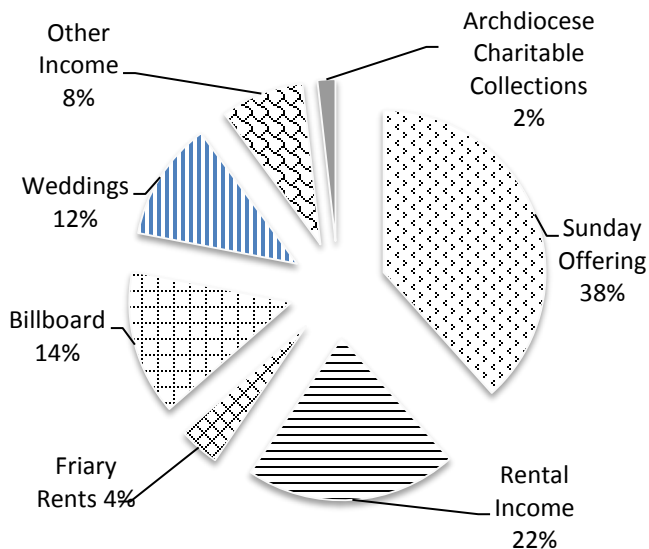 Other
Income
8%
Archdiocese
Charitable
Collections
2%
Weddings
12%
Sunday
Offering
38%
Billboard
14%
Friary
Rents 4%
Rental
Income
22%